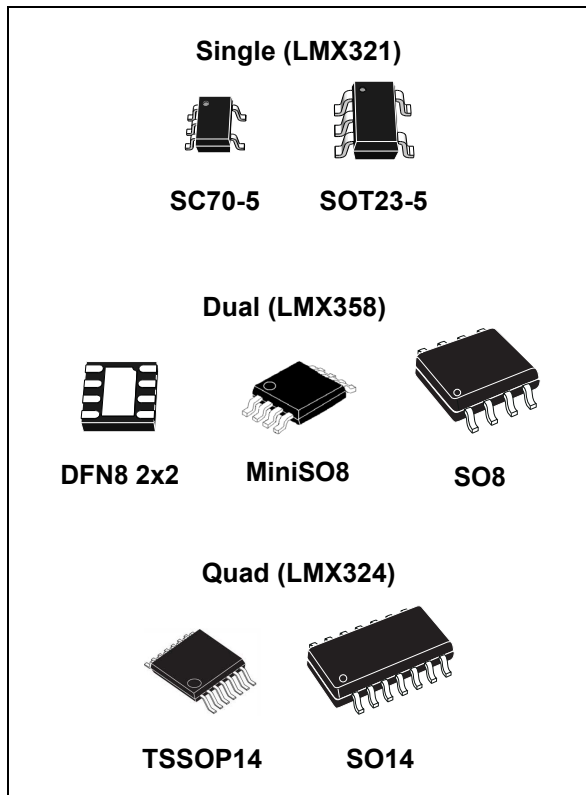 Single (LMX321)
SC70-5 SOT23-5
Dual (LMX358)
DFN8 2x2 MiniSO8 SO8
Quad (LMX324)
TSSOP14 SO14